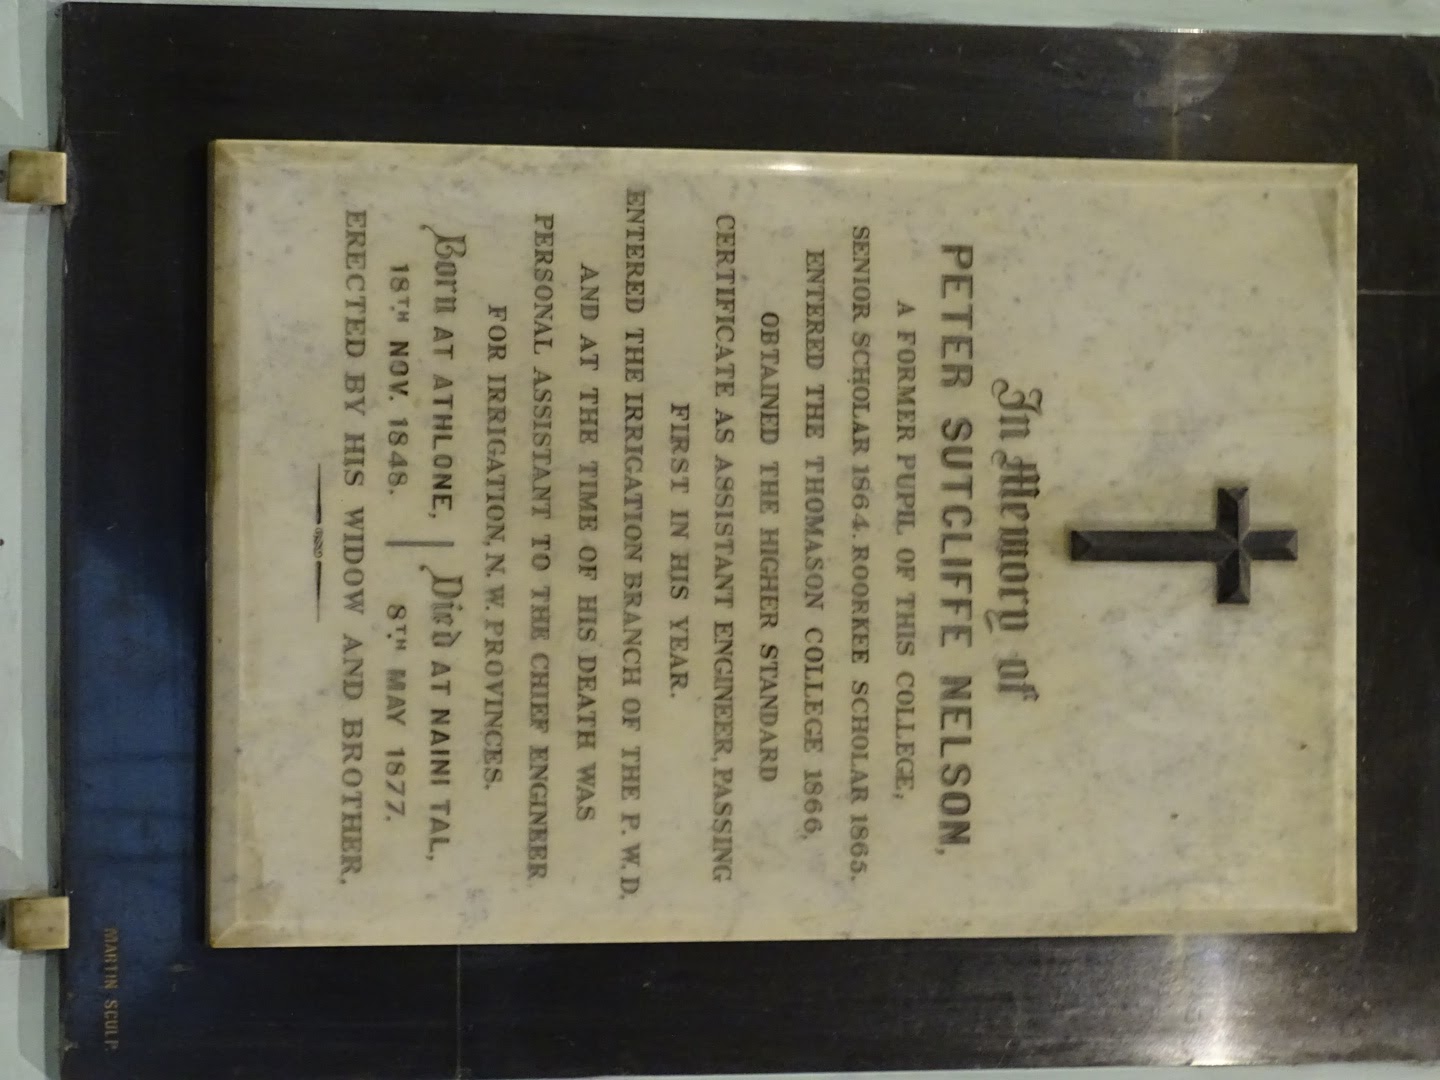 In Memory of
PETER SUTCLIFFE NELSON,
A FORMER PUPIL OF THIS COLLEGE,
SENIOR SCHOLAR 1864. ROORKEE SCHOLAR 1865.
ENTERED THE THOMASON COLLEGE 1866,
OBTAINED THE HIGHER STANDARD
CERTIFICATE AS ASSISTANT ENGINEER, PASSING
FIRST IN HIS YEAR.
ENTERED THE IRRIGATION BRANCH OF THE P. W. D.
AND AT THE TIME OF HIS DEATH WAS
PERSONAL ASSISTANT TO THE CHIEF ENGINEER
FOR IRRIGATION, N. W. PROVINCES.
Born AT ATHLONE, | Died AT NAINI TAL,
18TH NOV. 1848. | 8TH MAY 1877.
ERECTED BY HIS WIDOW AND BROTHER.
MARTIN SCULP.